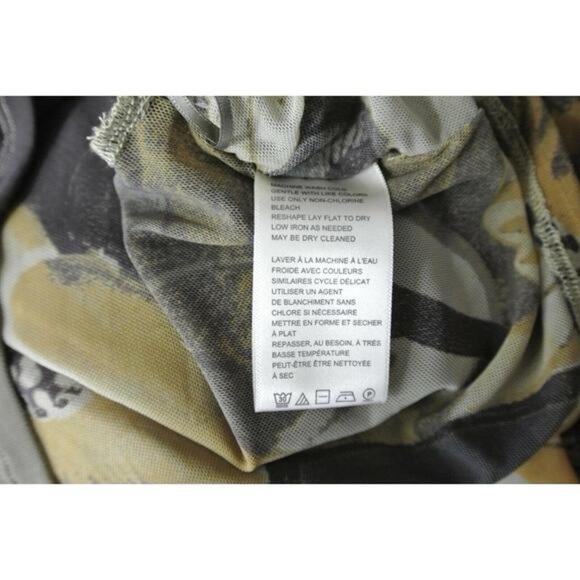 MACHINE WASH COLD
GENTLE WITH LIKE COLORS
USE ONLY NON-CHLORINE
BLEACH
RESHAPE LAY FLAT TO DRY
LOW IRON AS NEEDED
MAY BE DRY CLEANED
LAVER À LA MACHINE À L'EAU
FROIDE AVEC COULEURS
SIMILAIRES CYCLE DELICAT
UTILISER UN AGENT
DE BLANCHIMENT SANS
CHLORE SI NÉCESSAIRE
METTRE EN FORME ET SECHER
À PLAT
REPASSER, AU BESOIN, À TRÈS
BASSE TEMPÉRATURE
PEUT-ÊTRE ÊTRE NETTOYÉE
À SEC
30 P